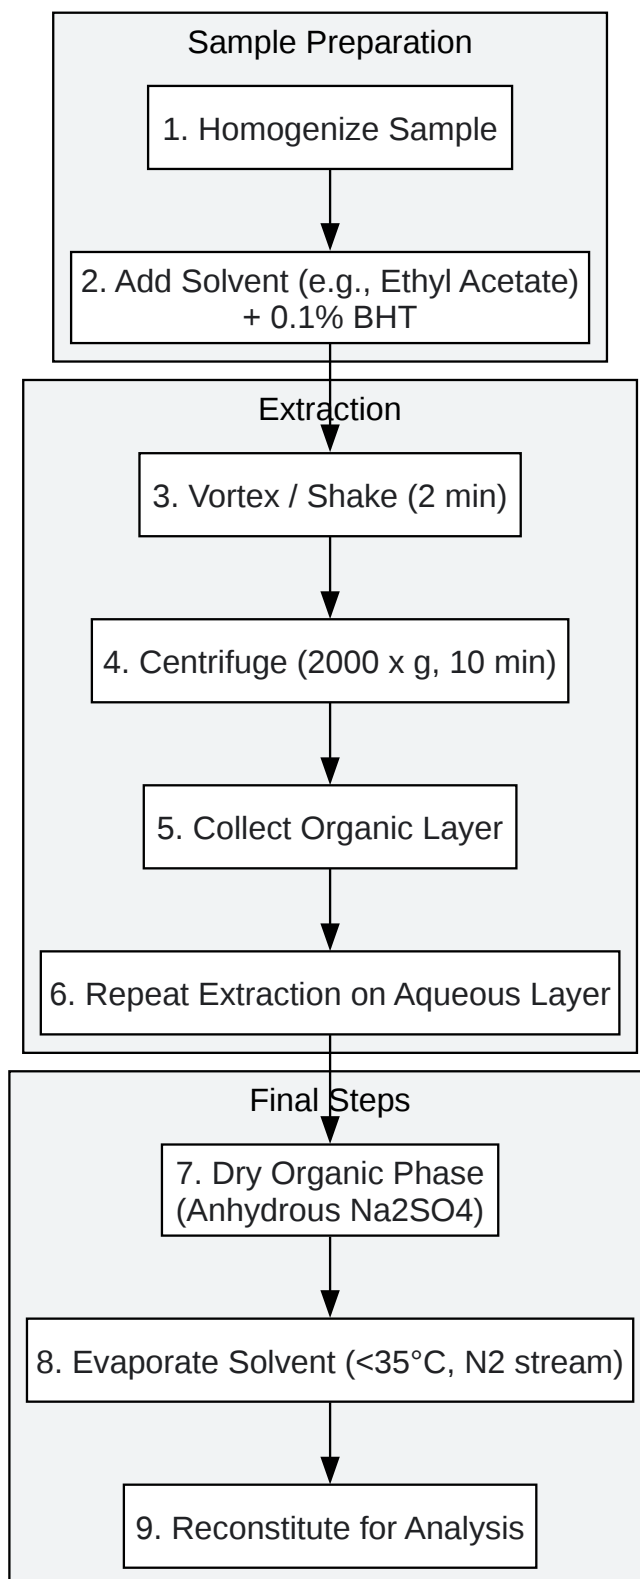 Sample Preparation
1. Homogenize Sample
2. Add Solvent (e.g., Ethyl Acetate)
+ 0.1% BHT
Extraction
3. Vortex / Shake (2 min)
4. Centrifuge (2000 x g, 10 min)
5. Collect Organic Layer
6. Repeat Extraction on Aqueous Layer
Final Steps
7. Dry Organic Phase
(Anhydrous Na2SO4)
8. Evaporate Solvent (<35°C, N2 stream)
9. Reconstitute for Analysis